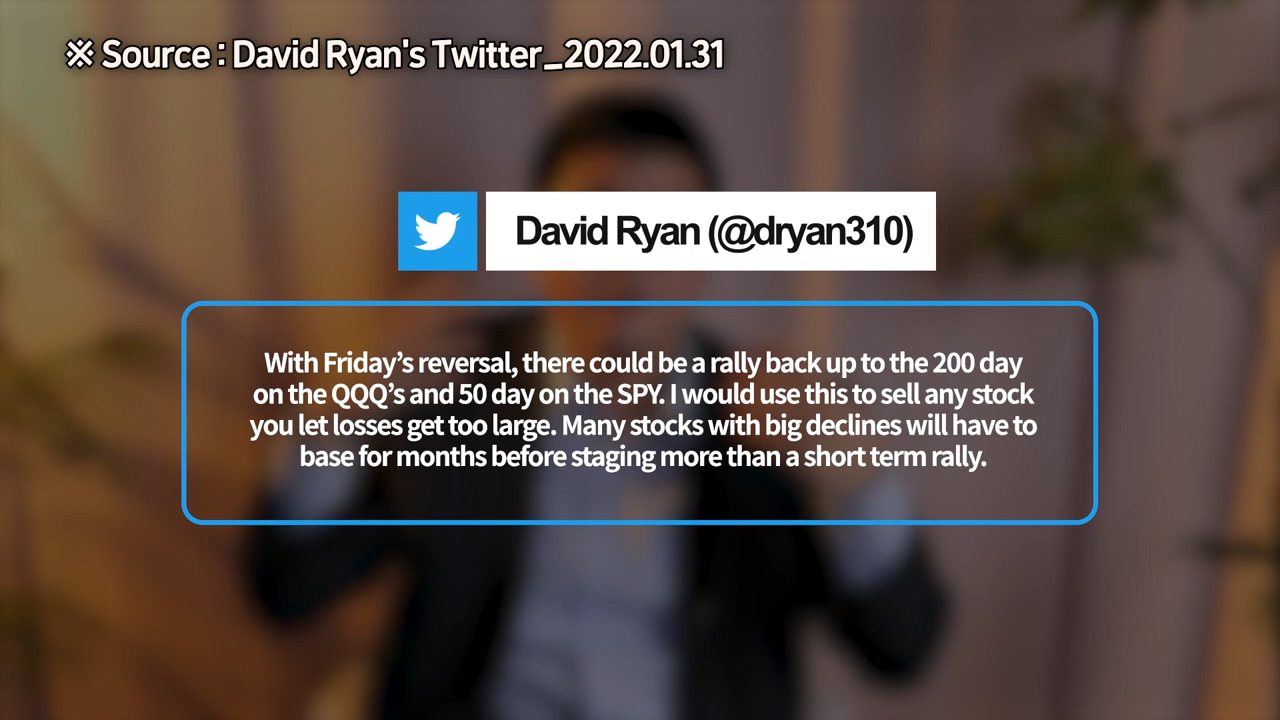 ※ Source : David Ryan's Twitter_2022.01.31
David Ryan (@dryan310)
With Friday’s reversal, there could be a rally back up to the 200 day
on the QQQ’s and 50 day on the SPY. I would use this to sell any stock
you let losses get too large. Many stocks with big declines will have to
base for months before staging more than a short term rally.